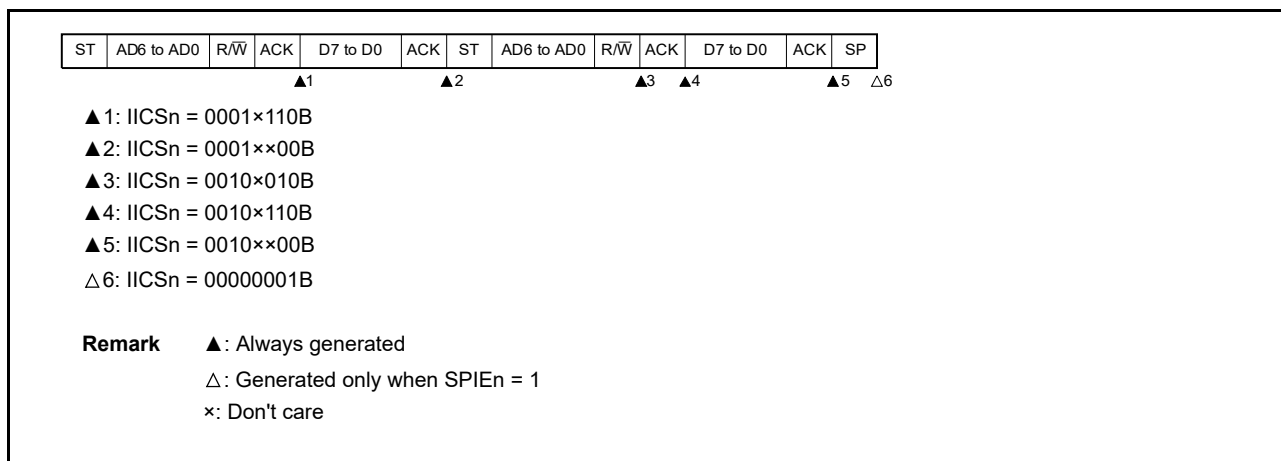 ST AD6 to AD0 R/W̅ ACK D7 to D0 ACK ST AD6 to AD0 R/W̅ ACK D7 to D0 ACK SP
▲1 ▲2 ▲3 ▲4 ▲5 △6
▲1: IICSn = 0001×110B
▲2: IICSn = 0001××00B
▲3: IICSn = 0010×010B
▲4: IICSn = 0010×110B
▲5: IICSn = 0010××00B
△6: IICSn = 00000001B
Remark ▲: Always generated
△: Generated only when SPIEn = 1
×: Don't care